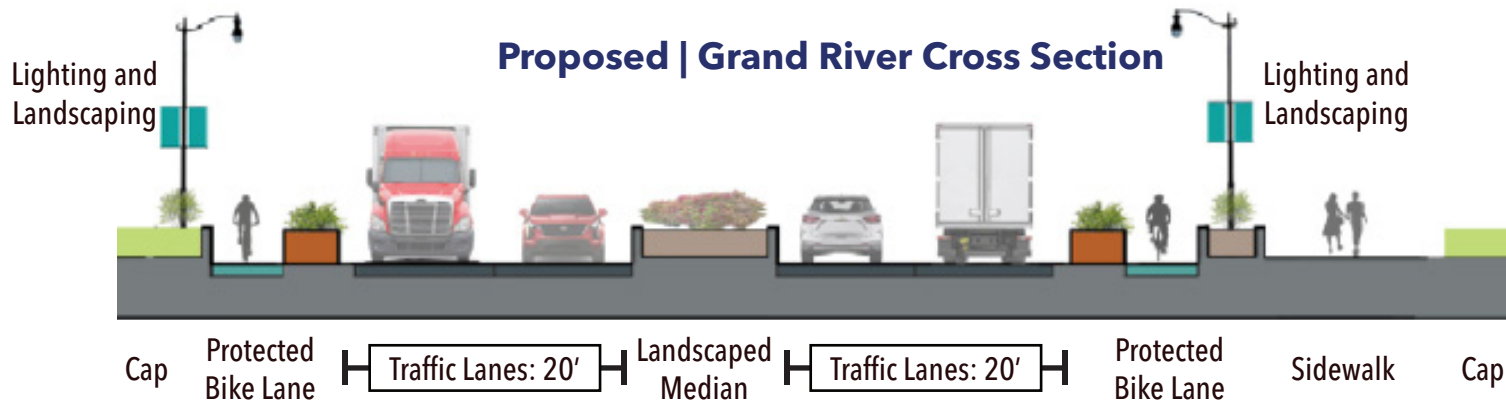 Proposed | Grand River Cross Section
Lighting and
Landscaping
Lighting and
Landscaping
Cap
Protected
Bike Lane
Traffic Lanes: 20'
Landscaped
Median
Traffic Lanes: 20'
Protected
Bike Lane
Sidewalk
Cap